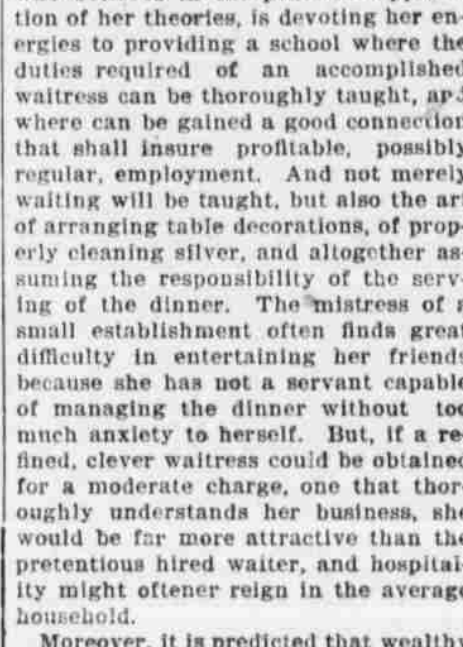 tion of her theories, is devoting her en-
ergies to providing a school where the
duties required of an accomplished
waitress can be thoroughly taught, and
where can be gained a good connection
that shall insure profitable, possibly
regular, employment. And not merely
waiting will be taught, but also the art
of arranging table decorations, of prop-
erly cleaning silver, and altogether as-
suming the responsibility of the serv-
ing of the dinner. The mistress of a
small establishment often finds great
difficulty in entertaining her friends
because she has not a servant capable
of managing the dinner without too
much anxiety to herself. But, if a re-
fined, clever waitress could be obtained
for a moderate charge, one that thor-
oughly understands her business, she
would be far more attractive than the
pretentious hired waiter, and hospital-
ity might oftener reign in the average
household.
Moreover, it is predicted that wealthy